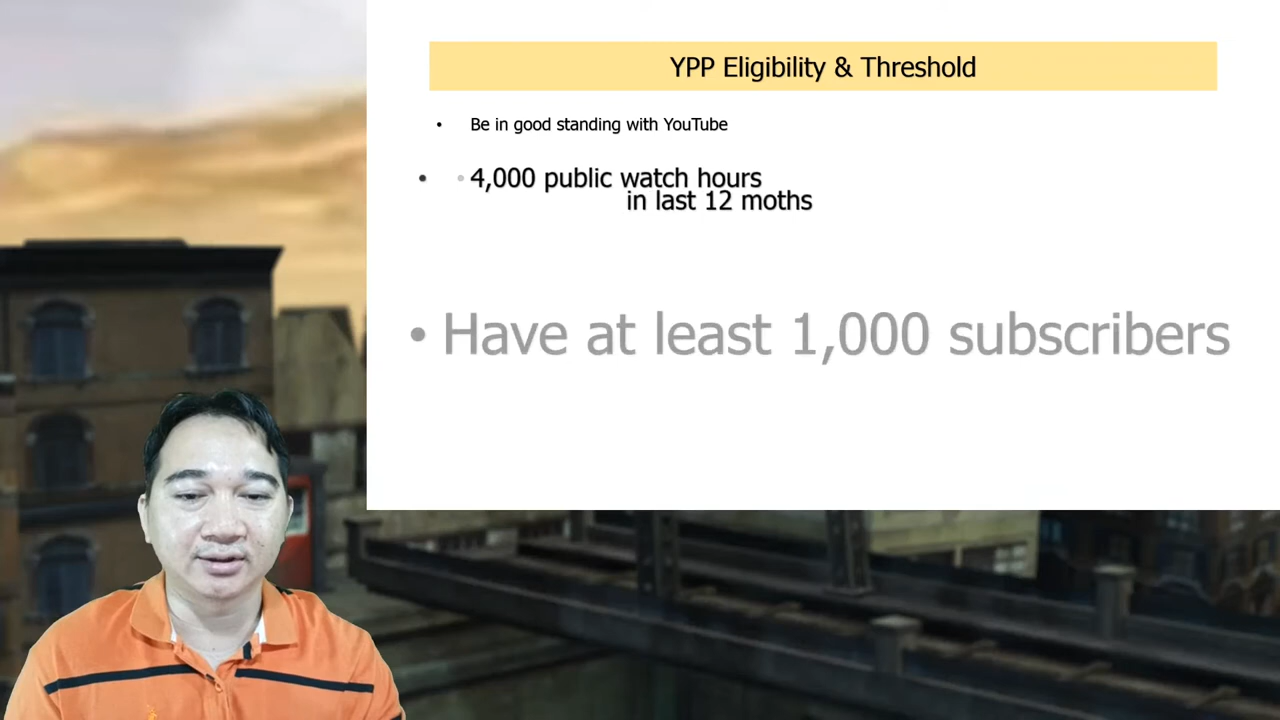 YPP Eligibility & Threshold
• Be in good standing with YouTube
• 4,000 public watch hours
in last 12 moths
• Have at least 1,000 subscribers